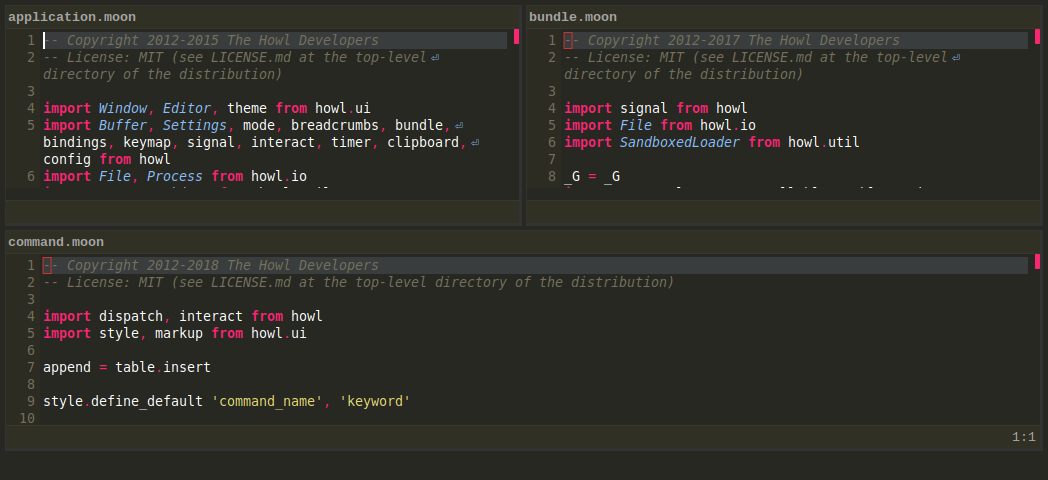 application.moon
1 -- Copyright 2012-2015 The Howl Developers
2 -- License: MIT (see LICENSE.md at the top-level⏎
directory of the distribution)
3
4 import Window, Editor, theme from howl.ui
5 import Buffer, Settings, mode, breadcrumbs, bundle,⏎
bindings, keymap, signal, interact, timer, clipboard,⏎
config from howl
6 import File, Process from howl.io
bundle.moon
1 -- Copyright 2012-2017 The Howl Developers
2 -- License: MIT (see LICENSE.md at the top-level⏎
directory of the distribution)
3
4 import signal from howl
5 import File from howl.io
6 import SandboxedLoader from howl.util
7
8 _G = _G
command.moon
1 -- Copyright 2012-2018 The Howl Developers
2 -- License: MIT (see LICENSE.md at the top-level directory of the distribution)
3
4 import dispatch, interact from howl
5 import style, markup from howl.ui
6
7 append = table.insert
8
9 style.define_default 'command_name', 'keyword'
10
1:1